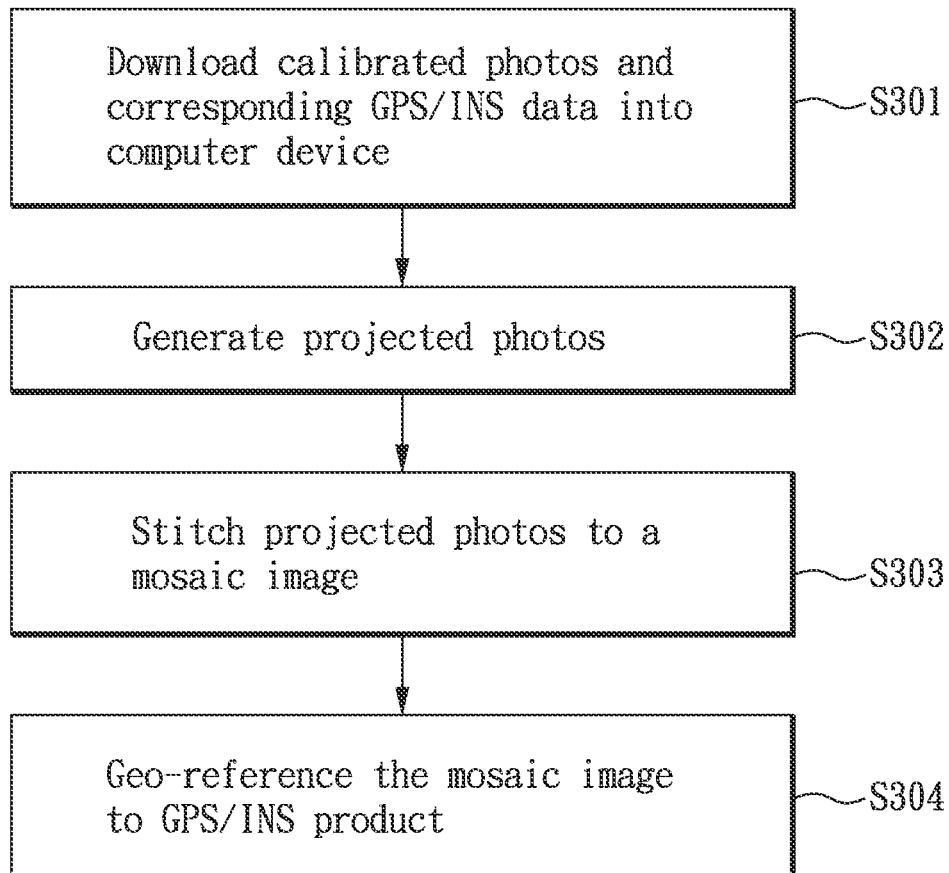 Download calibrated photos and
corresponding GPS/INS data into
computer device
S301
Generate projected photos
S302
Stitch projected photos to a
mosaic image
S303
Geo-reference the mosaic image
to GPS/INS product
S304